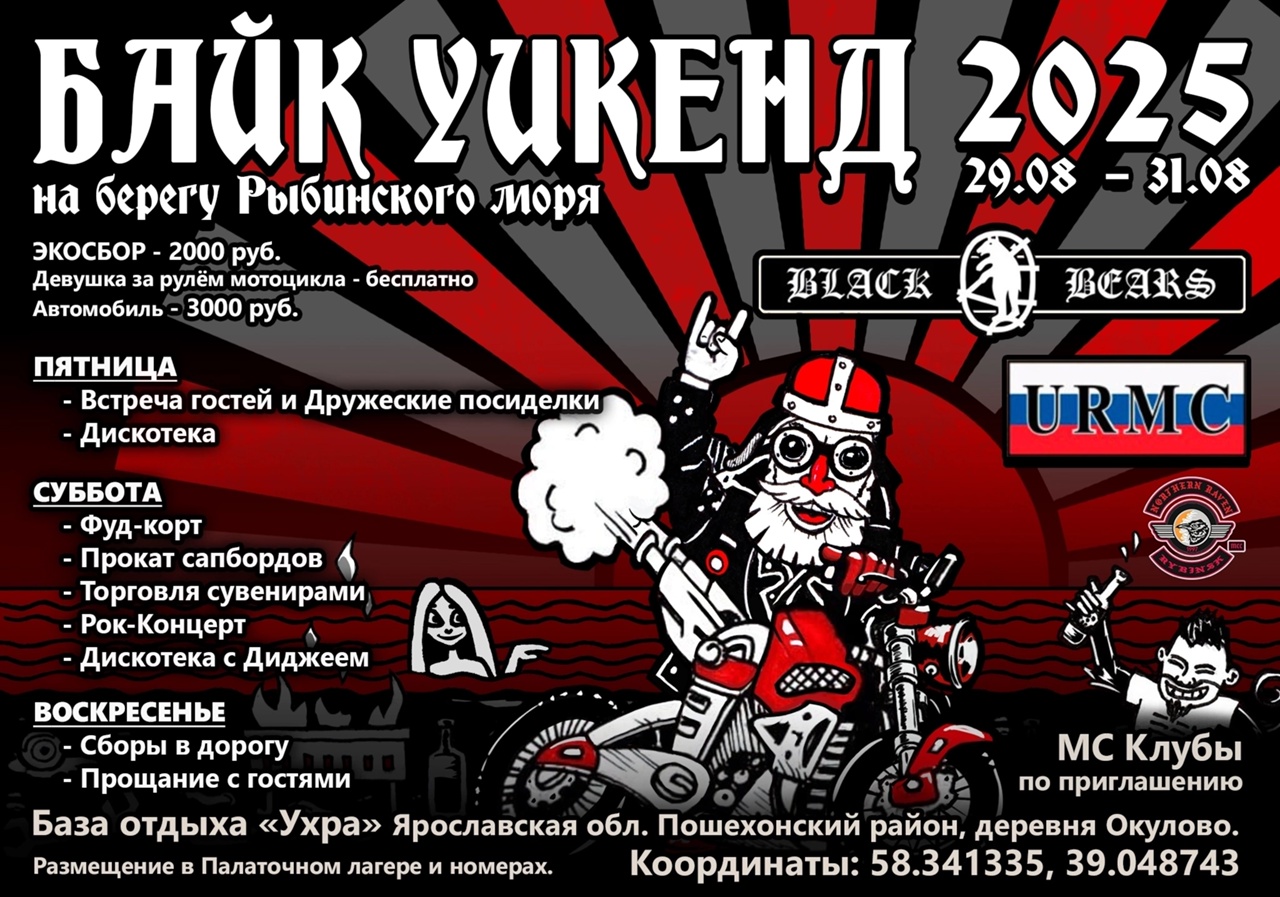 БАЙК УИКЕНД 2025
на берегу Рыбинского моря
29.08 – 31.08
ЭКОСБОР - 2000 руб.
Девушка за рулём мотоцикла - бесплатно
Автомобиль - 3000 руб.
BLACK BEARS
URMC
NORTHERN RAVEN
RYBINSK
ПЯТНИЦА
- Встреча гостей и Дружеские посиделки
- Дискотека
СУББОТА
- Фуд-корт
- Прокат сапбордов
- Торговля сувенирами
- Рок-Концерт
- Дискотека с Диджеем
ВОСКРЕСЕНЬЕ
- Сборы в дорогу
- Прощание с гостями
МС Клубы
по приглашению
База отдыха «Ухра» Ярославская обл. Пошехонский район, деревня Окулово.
Размещение в Палаточном лагере и номерах.
Координаты: 58.341335, 39.048743